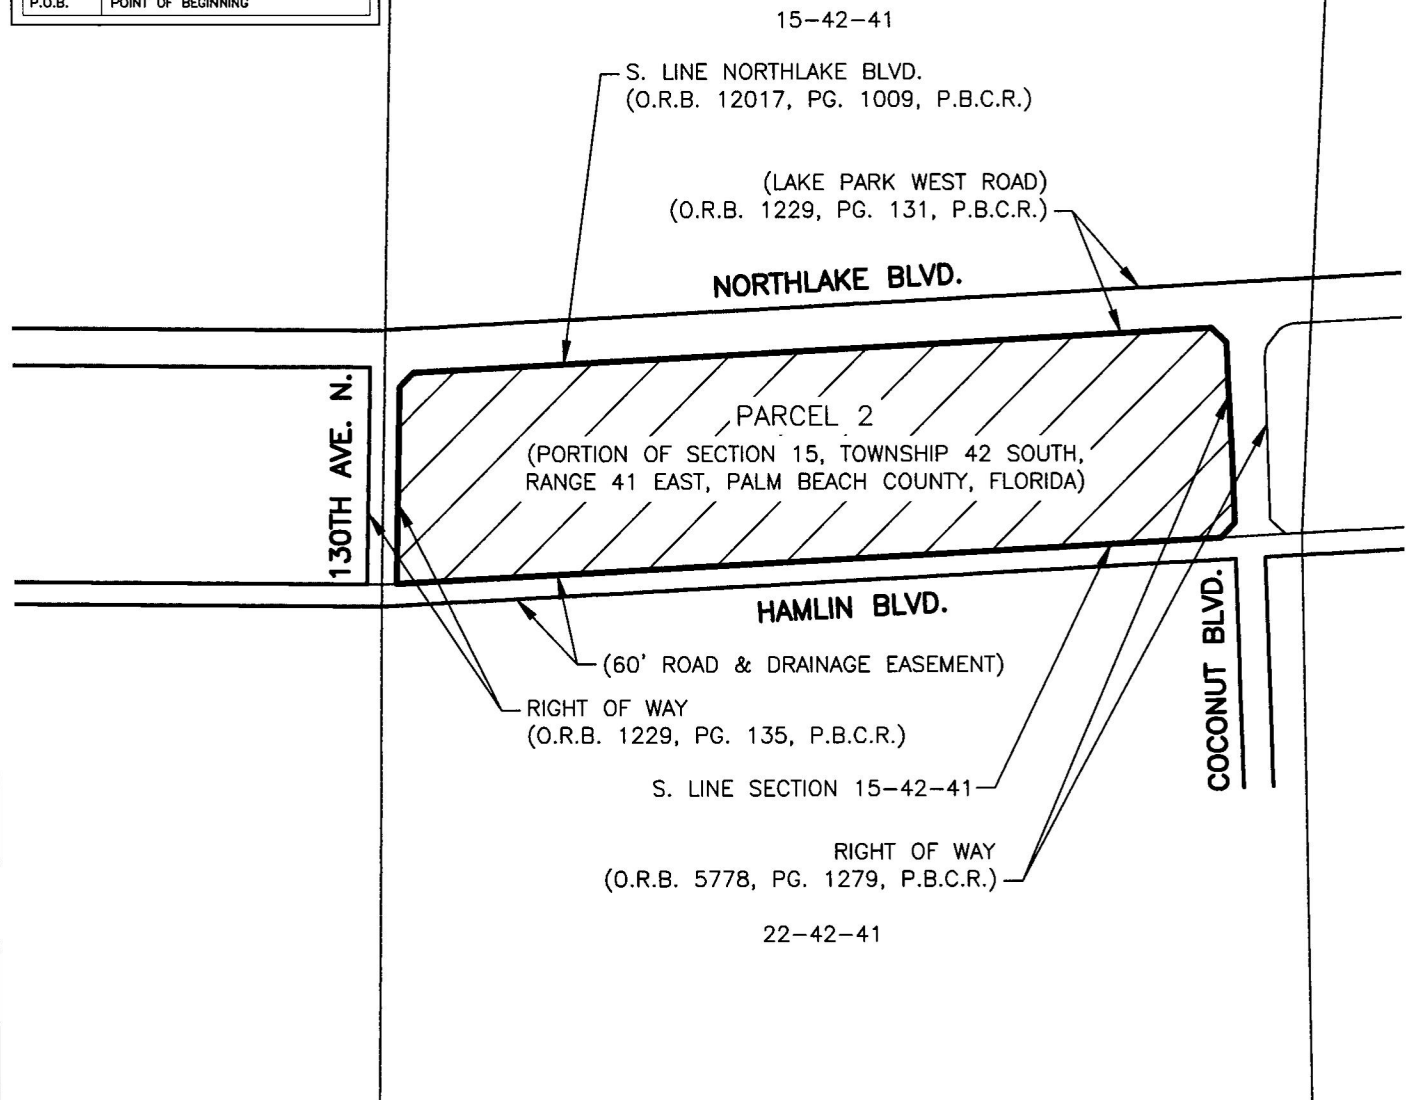 P.O.B. POINT OF BEGINNING
15-42-41
S. LINE NORTHLAKE BLVD.
(O.R.B. 12017, PG. 1009, P.B.C.R.)
(LAKE PARK WEST ROAD)
(O.R.B. 1229, PG. 131, P.B.C.R.)
NORTHLAKE BLVD.
130TH AVE. N.
PARCEL 2
(PORTION OF SECTION 15, TOWNSHIP 42 SOUTH,
RANGE 41 EAST, PALM BEACH COUNTY, FLORIDA)
HAMLIN BLVD.
COCONUT BLVD.
(60' ROAD & DRAINAGE EASEMENT)
RIGHT OF WAY
(O.R.B. 1229, PG. 135, P.B.C.R.)
S. LINE SECTION 15-42-41
RIGHT OF WAY
(O.R.B. 5778, PG. 1279, P.B.C.R.)
22-42-41